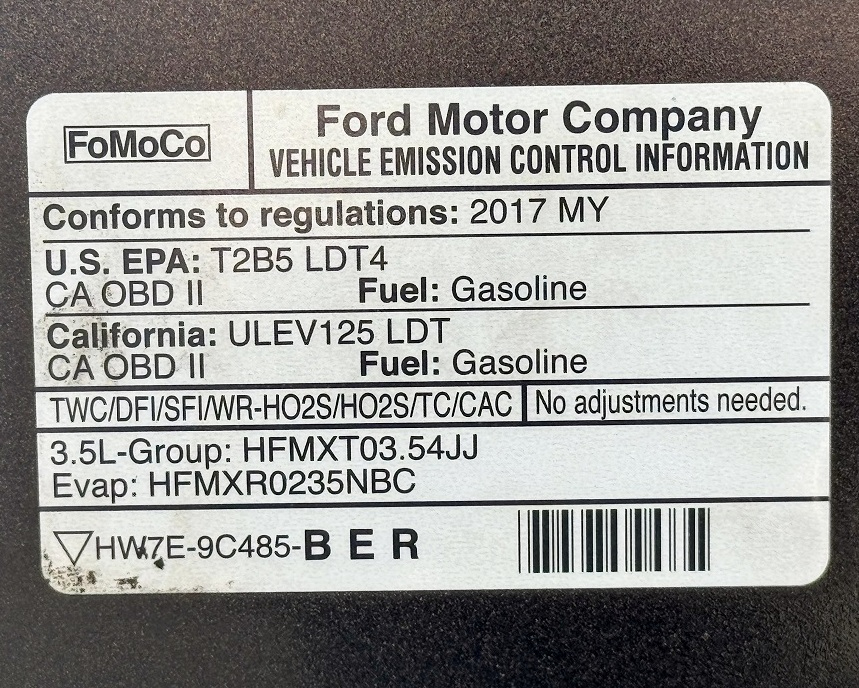 FoMoCo
Ford Motor Company
VEHICLE EMISSION CONTROL INFORMATION
Conforms to regulations: 2017 MY
U.S. EPA: T2B5 LDT4
CA OBD II Fuel: Gasoline
California: ULEV125 LDT
CA OBD II Fuel: Gasoline
TWC/DFI/SFI/WR-HO2S/HO2S/TC/CAC No adjustments needed.
3.5L-Group: HFMXT03.54JJ
Evap: HFMXR0235NBC
HW7E-9C485-BER